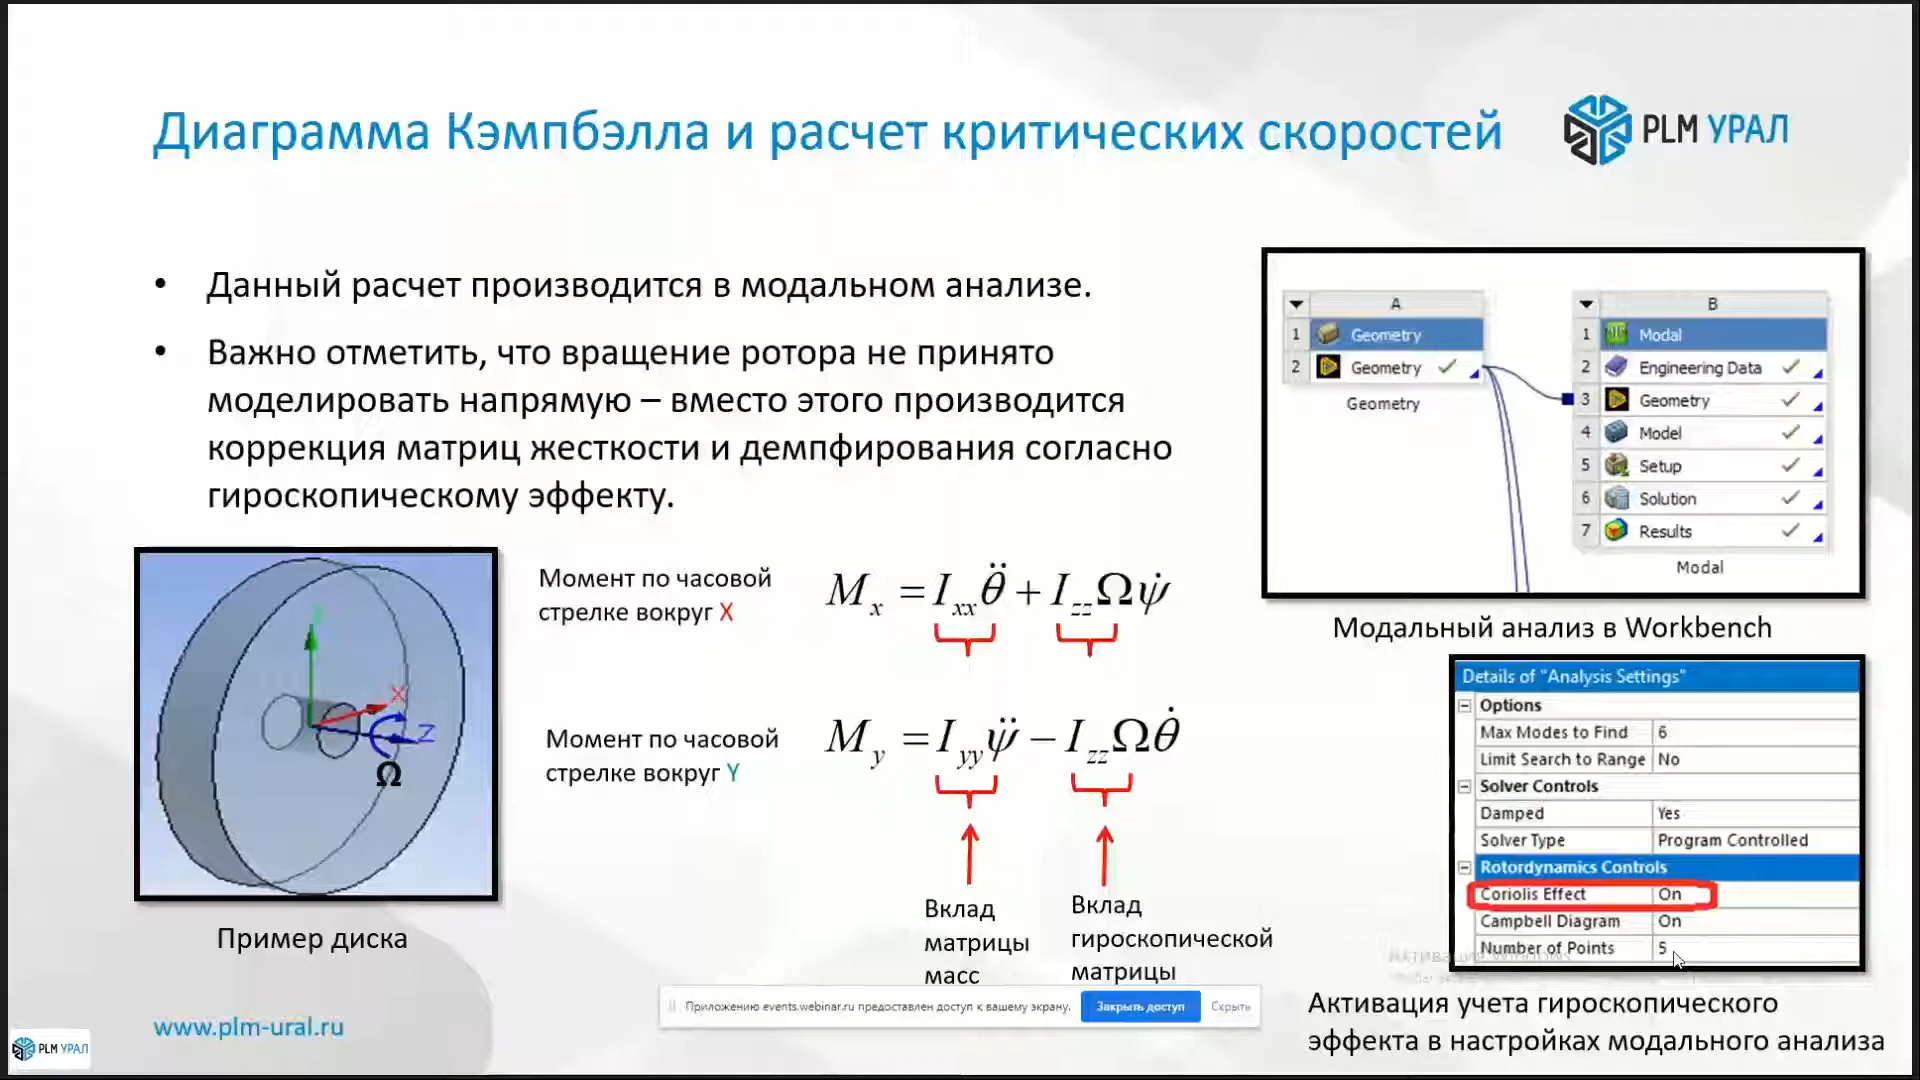 Диаграмма Кэмпбэлла и расчет критических скоростей
PLM УРАЛ
• Данный расчет производится в модальном анализе.
• Важно отметить, что вращение ротора не принято
моделировать напрямую – вместо этого производится
коррекция матриц жесткости и демпфирования согласно
гироскопическому эффекту.
A
1 Geometry
2 Geometry
Geometry
B
1 Modal
2 Engineering Data
3 Geometry
4 Model
5 Setup
6 Solution
7 Results
Modal
Модальный анализ в Workbench
X
Z
Ω
Пример диска
Момент по часовой
стрелке вокруг X
M_x = I_xx θ̈ + I_zz Ω ψ̇
Момент по часовой
стрелке вокруг Y
M_y = I_yy ψ̈ − I_zz Ω θ̇
Вклад
матрицы
масс
Вклад
гироскопической
матрицы
Details of "Analysis Settings"
Options
Max Modes to Find 6
Limit Search to Range No
Solver Controls
Damped Yes
Solver Type Program Controlled
Rotordynamics Controls
Coriolis Effect On
Campbell Diagram On
Number of Points 5
Активация учета гироскопического
эффекта в настройках модального анализа
Приложению events.webinar.ru предоставлен доступ к вашему экрану. Закрыть доступ Скрыть
www.plm-ural.ru
PLM УРАЛ